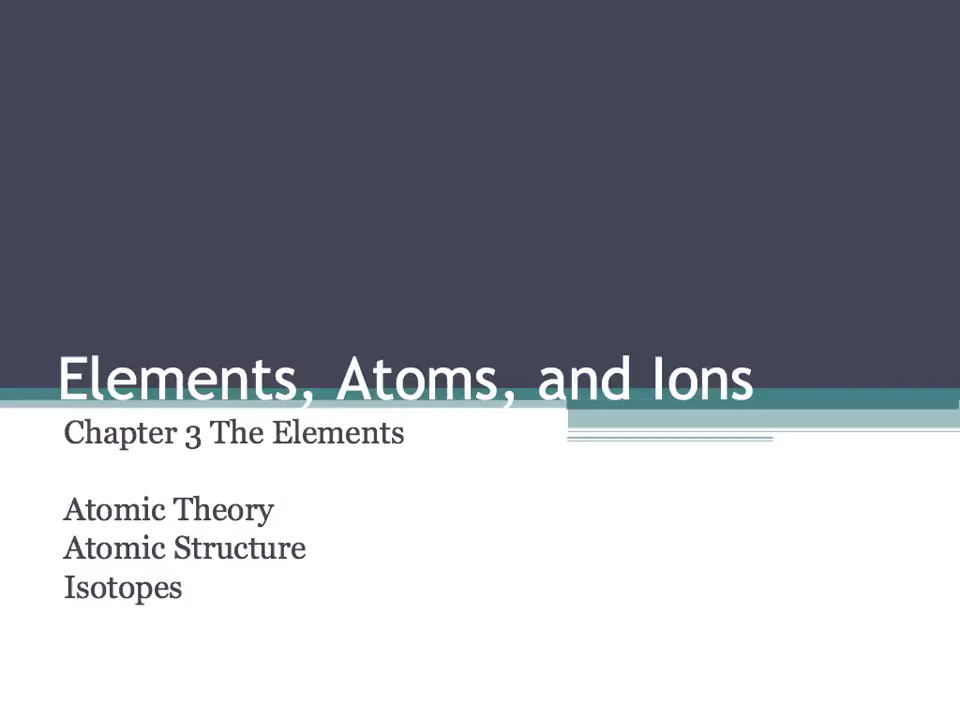 Elements, Atoms, and Ions
Chapter 3 The Elements
Atomic Theory
Atomic Structure
Isotopes